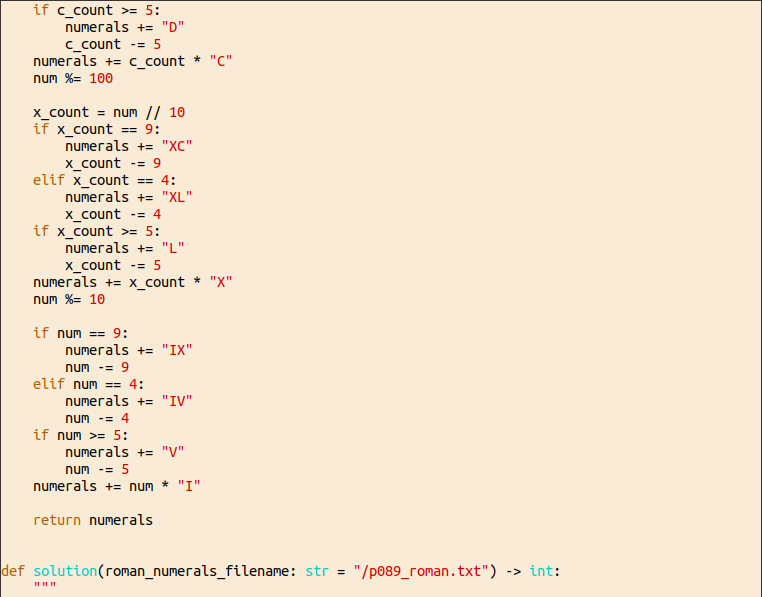 if c_count >= 5:
        numerals += "D"
        c_count -= 5
    numerals += c_count * "C"
    num %= 100

    x_count = num // 10
    if x_count == 9:
        numerals += "XC"
        x_count -= 9
    elif x_count == 4:
        numerals += "XL"
        x_count -= 4
    if x_count >= 5:
        numerals += "L"
        x_count -= 5
    numerals += x_count * "X"
    num %= 10

    if num == 9:
        numerals += "IX"
        num -= 9
    elif num == 4:
        numerals += "IV"
        num -= 4
    if num >= 5:
        numerals += "V"
        num -= 5
    numerals += num * "I"

    return numerals


def solution(roman_numerals_filename: str = "/p089_roman.txt") -> int:
    """